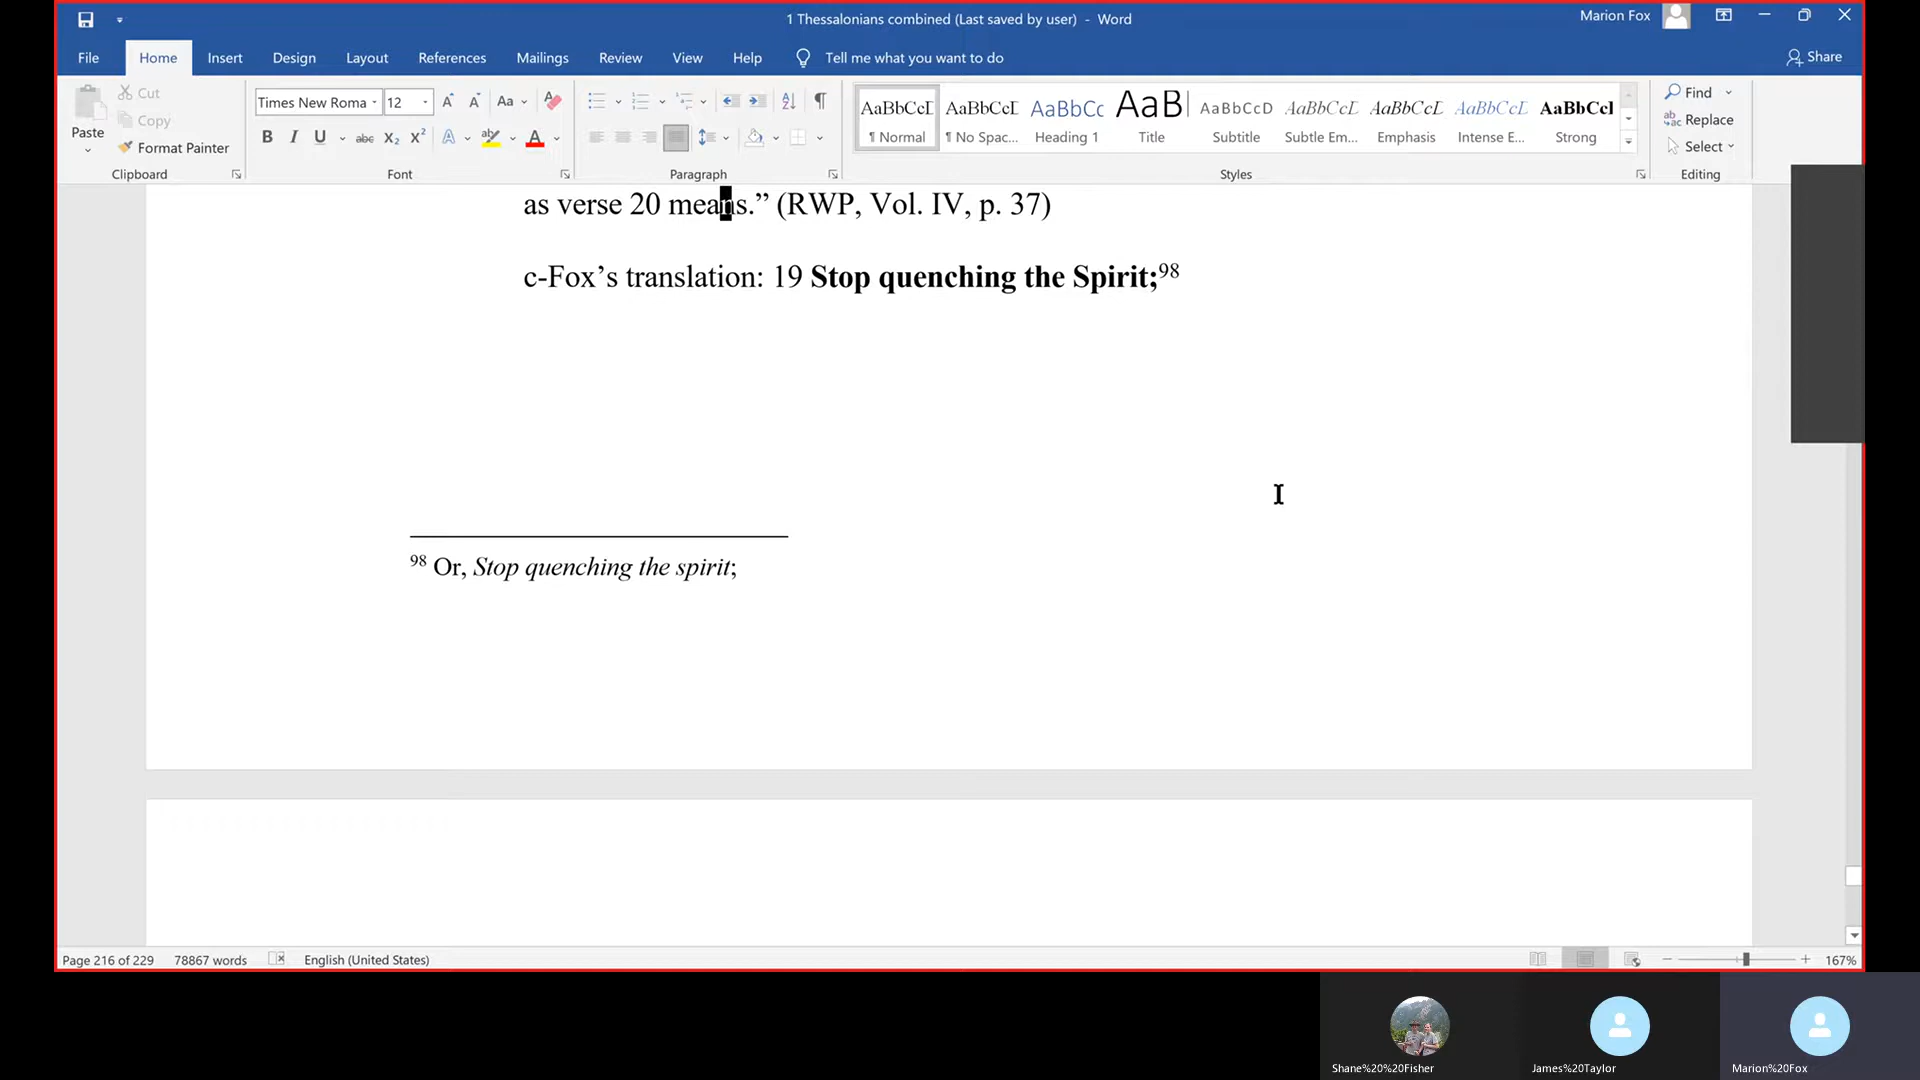 1 Thessalonians combined (Last saved by user) - Word
Marion Fox
File Home Insert Design Layout References Mailings Review View Help Tell me what you want to do Share
Paste
Cut
Copy
Format Painter
Clipboard
Times New Roma 12
Aa
B I U abc X₂ X²
ab
A
A
Font
Paragraph
AaBbCcI AaBbCcI AaBbCc AaB AaBbCcD AaBbCcL AaBbCcL AaBbCcL AaBbCcl
¶ Normal ¶ No Spac... Heading 1 Title Subtitle Subtle Em... Emphasis Intense E... Strong
Styles
Find
Replace
Select
Editing
as verse 20 means.” (RWP, Vol. IV, p. 37)
c-Fox’s translation: 19 Stop quenching the Spirit;98
98 Or, Stop quenching the spirit;
Page 216 of 229 78867 words English (United States) 167%
Shane%20%20Fisher James%20Taylor Marion%20Fox